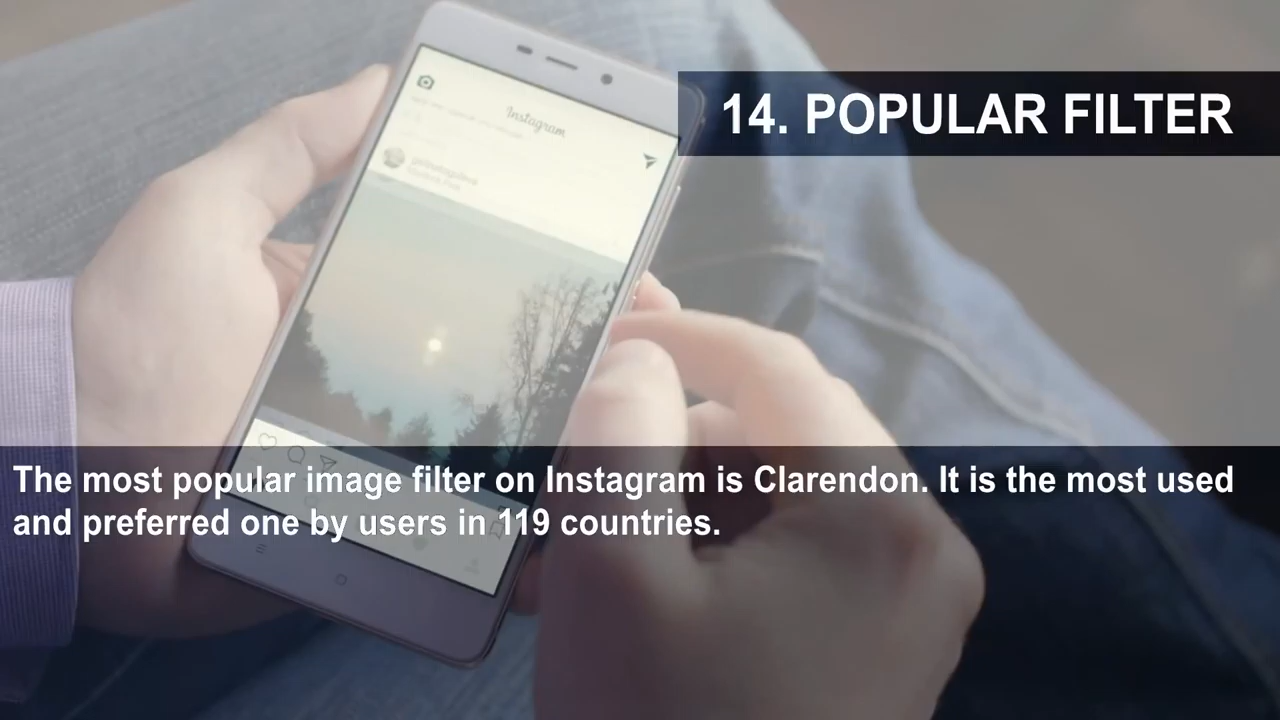 14. POPULAR FILTER
Instagram
The most popular image filter on Instagram is Clarendon. It is the most used
and preferred one by users in 119 countries.